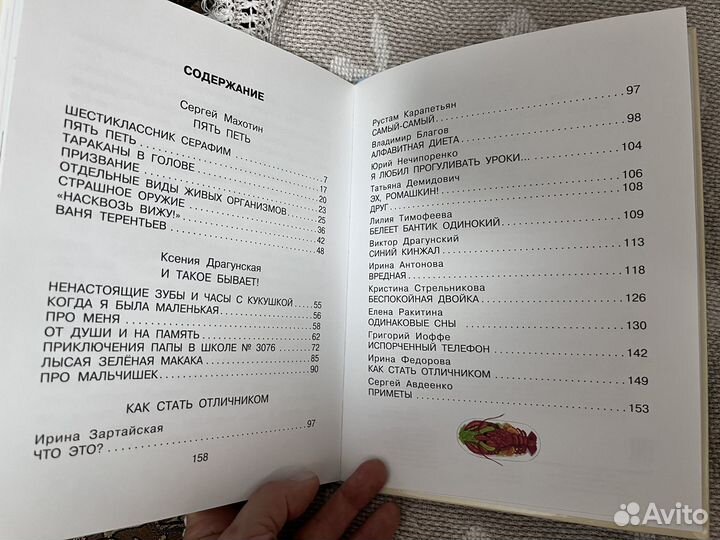 СОДЕРЖАНИЕ
Сергей Махотин
ПЯТЬ ПЕТЬ
ШЕСТИКЛАССНИК СЕРАФИМ . . . . . . . . . . . . . 7
ПЯТЬ ПЕТЬ . . . . . . . . . . . . . . . . . . . . 17
ТАРАКАНЫ В ГОЛОВЕ . . . . . . . . . . . . . . . 20
ПРИЗВАНИЕ . . . . . . . . . . . . . . . . . . . . 23
ОТДЕЛЬНЫЕ ВИДЫ ЖИВЫХ ОРГАНИЗМОВ . . . . 25
СТРАШНОЕ ОРУЖИЕ . . . . . . . . . . . . . . . . 36
«НАСКВОЗЬ ВИЖУ!» . . . . . . . . . . . . . . . . 42
ВАНЯ ТЕРЕНТЬЕВ . . . . . . . . . . . . . . . . . 48
Ксения Драгунская
И ТАКОЕ БЫВАЕТ!
НЕНАСТОЯЩИЕ ЗУБЫ И ЧАСЫ С КУКУШКОЙ . . . . 55
КОГДА Я БЫЛА МАЛЕНЬКАЯ . . . . . . . . . . . . 56
ПРО МЕНЯ . . . . . . . . . . . . . . . . . . . . 58
ОТ ДУШИ И НА ПАМЯТЬ . . . . . . . . . . . . . . 62
ПРИКЛЮЧЕНИЯ ПАПЫ В ШКОЛЕ № 3076 . . . . . . 72
ЛЫСАЯ ЗЕЛЁНАЯ МАКАКА . . . . . . . . . . . . . 85
ПРО МАЛЬЧИШЕК . . . . . . . . . . . . . . . . . 90
КАК СТАТЬ ОТЛИЧНИКОМ
Ирина Зартайская
ЧТО ЭТО? . . . . . . . . . . . . . . . . . . . . 97
158
Рустам Карапетьян
САМЫЙ-САМЫЙ . . . . . . . . . . . . . . . . . . 97
Владимир Благов
АЛФАВИТНАЯ ДИЕТА . . . . . . . . . . . . . . . 98
Юрий Нечипоренко
Я ЛЮБИЛ ПРОГУЛИВАТЬ УРОКИ... . . . . . . . . . 104
Татьяна Демидович
ЭХ, РОМАШКИН! . . . . . . . . . . . . . . . . . 106
ДРУГ . . . . . . . . . . . . . . . . . . . . . . 108
Лилия Тимофеева
БЕЛЕЕТ БАНТИК ОДИНОКИЙ . . . . . . . . . . . . 109
Виктор Драгунский
СИНИЙ КИНЖАЛ . . . . . . . . . . . . . . . . . 113
Ирина Антонова
ВРЕДНАЯ . . . . . . . . . . . . . . . . . . . . 118
Кристина Стрельникова
БЕСПОКОЙНАЯ ДВОЙКА . . . . . . . . . . . . . . 126
Елена Ракитина
ОДИНАКОВЫЕ СНЫ . . . . . . . . . . . . . . . . 130
Григорий Иоффе
ИСПОРЧЕННЫЙ ТЕЛЕФОН . . . . . . . . . . . . . 142
Ирина Федорова
КАК СТАТЬ ОТЛИЧНИКОМ . . . . . . . . . . . . . 149
Сергей Авдеенко
ПРИМЕТЫ . . . . . . . . . . . . . . . . . . . . 153
Avito